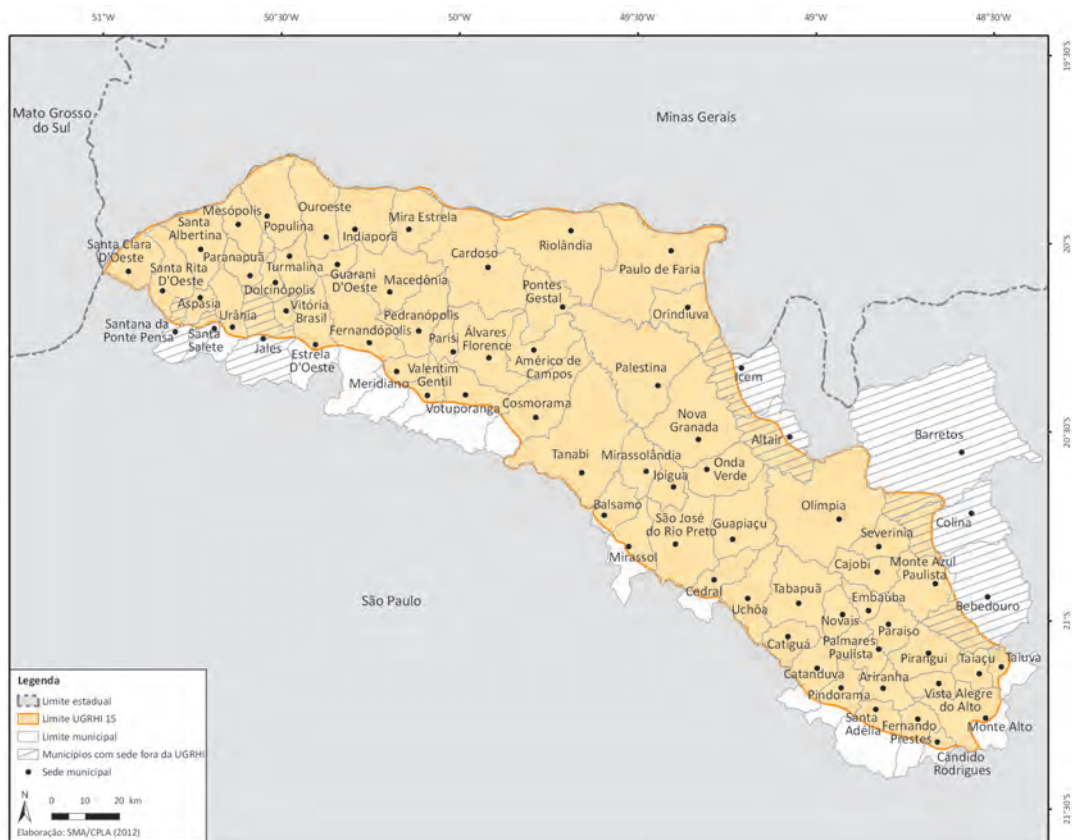 51°W
50°30'W
50°W
49°30'W
49°W
48°30'W
19°30'S
20°S
20°30'S
21°S
21°30'S
Mato Grosso
do Sul
Minas Gerais
São Paulo
Mesópolis
Ouroeste
Santa
Albertina
Populina
Indiaporã
Mira Estrela
Santa Clara
D'Oeste
Paranapuã
Turmalina
Cardoso
Riolândia
Paulo de Faria
Santa Rita
D'Oeste
Dolcinópolis
Guarani
D'Oeste
Macedônia
Pontes
Gestal
Orindiuva
Aspásia
Urânia
Vitória
Brasil
Pedranópolis
Fernandópolis
Parisi
Álvares
Florence
Santana da
Ponte Pensa
Santa
Salete
Jales
Estrela
D'Oeste
Meridiano
Valentim
Gentil
Américo de
Campos
Palestina
Icem
Votuporanga
Cosmorama
Nova
Granada
Altair
Barretos
Tanabi
Mirassolândia
Ipigua
Onda
Verde
Balsamo
São José
do Rio Preto
Guapiaçu
Olímpia
Colina
Mirassol
Severinia
Cajobi
Monte Azul
Paulista
Cedral
Uchôa
Tabapuã
Embaúba
Bebedouro
Novais
Paraíso
Catiguá
Palmares
Paulista
Pirangui
Taiaçu
Taiuva
Catanduva
Ariranha
Pindorama
Vista Alegre
do Alto
Santa
Adélia
Fernando
Prestes
Monte Alto
Cândido
Rodrigues
Legenda
Limite estadual
Limite UGRHI 15
Limite municipal
Municípios com sede fora da UGRHI
Sede municipal
N
0 10 20 km
Elaboração: SMA/CPLA (2012)